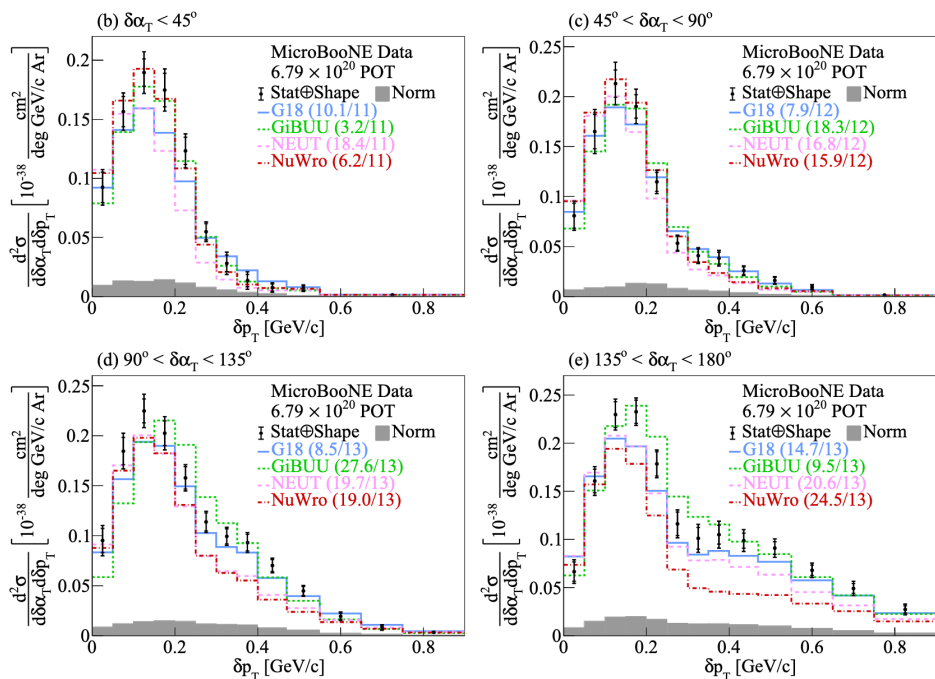 (b) δα_T < 45°
MicroBooNE Data
6.79 × 10^20 POT
Stat⊕Shape Norm
G18 (10.1/11)
GiBUU (3.2/11)
NEUT (18.4/11)
NuWro (6.2/11)
d²σ/dδα_Tdδp_T [10^-38 cm²/deg GeV/c Ar]
0.2
0.15
0.1
0.05
0
0 0.2 0.4 0.6 0.8
δp_T [GeV/c]
(c) 45° < δα_T < 90°
MicroBooNE Data
6.79 × 10^20 POT
Stat⊕Shape Norm
G18 (7.9/12)
GiBUU (18.3/12)
NEUT (16.8/12)
NuWro (15.9/12)
d²σ/dδα_Tdδp_T [10^-38 cm²/deg GeV/c Ar]
0.25
0.2
0.15
0.1
0.05
0
0 0.2 0.4 0.6 0.8
δp_T [GeV/c]
(d) 90° < δα_T < 135°
MicroBooNE Data
6.79 × 10^20 POT
Stat⊕Shape Norm
G18 (8.5/13)
GiBUU (27.6/13)
NEUT (19.7/13)
NuWro (19.0/13)
d²σ/dδα_Tdδp_T [10^-38 cm²/deg GeV/c Ar]
0.25
0.2
0.15
0.1
0.05
0
0 0.2 0.4 0.6 0.8
δp_T [GeV/c]
(e) 135° < δα_T < 180°
MicroBooNE Data
6.79 × 10^20 POT
Stat⊕Shape Norm
G18 (14.7/13)
GiBUU (9.5/13)
NEUT (20.6/13)
NuWro (24.5/13)
d²σ/dδα_Tdδp_T [10^-38 cm²/deg GeV/c Ar]
0.25
0.2
0.15
0.1
0.05
0
0 0.2 0.4 0.6 0.8
δp_T [GeV/c]